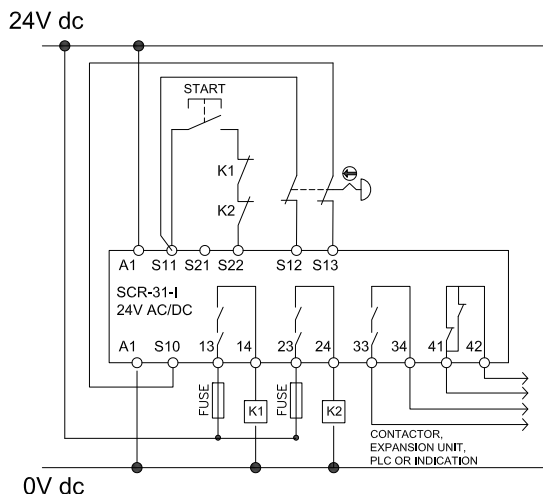 24V dc
START
K1
K2
A1 S11 S21 S22 S12 S13
SCR-31-I
24V AC/DC
A1 S10 13 14 23 24 33 34 41 42
FUSE K1 FUSE K2
CONTACTOR,
EXPANSION UNIT,
PLC OR INDICATION
0V dc